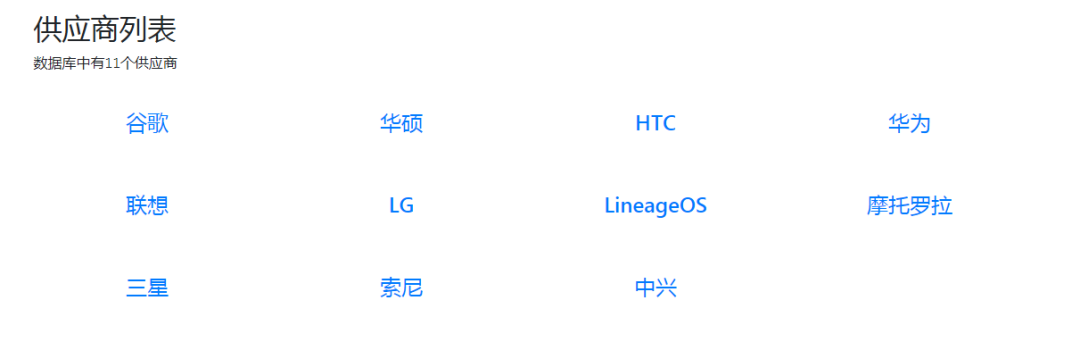 供应商列表
数据库中有11个供应商
谷歌 华硕 HTC 华为
联想 LG LineageOS 摩托罗拉
三星 索尼 中兴